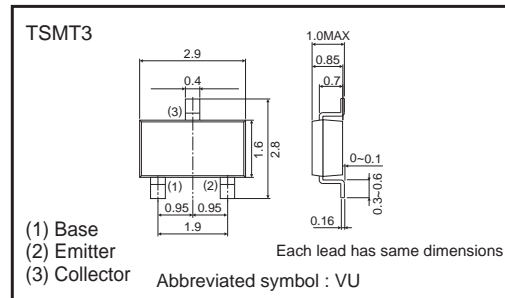 TSMT3
1.0MAX
2.9
0.85
0.4
0.7
(3)
1.6
2.8
0~0.1
(1)
(2)
0.3~0.6
0.95
0.95
0.16
1.9
(1) Base
(2) Emitter
(3) Collector
Each lead has same dimensions
Abbreviated symbol : VU